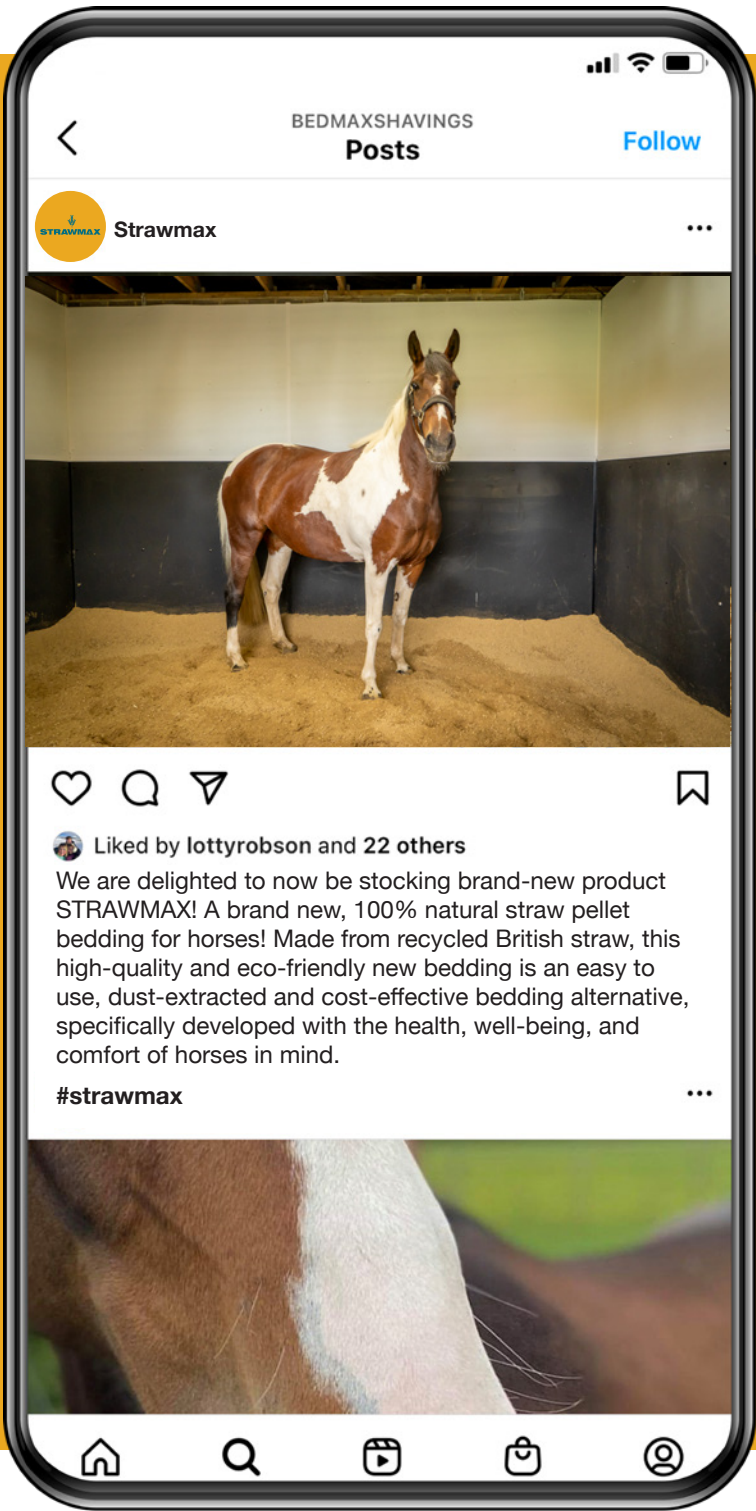 BEDMAXSHAVINGS
Posts
Follow
STRAWMAX
Strawmax
Liked by lottyrobson and 22 others
We are delighted to now be stocking brand-new product
STRAWMAX! A brand new, 100% natural straw pellet
bedding for horses! Made from recycled British straw, this
high-quality and eco-friendly new bedding is an easy to
use, dust-extracted and cost-effective bedding alternative,
specifically developed with the health, well-being, and
comfort of horses in mind.
#strawmax